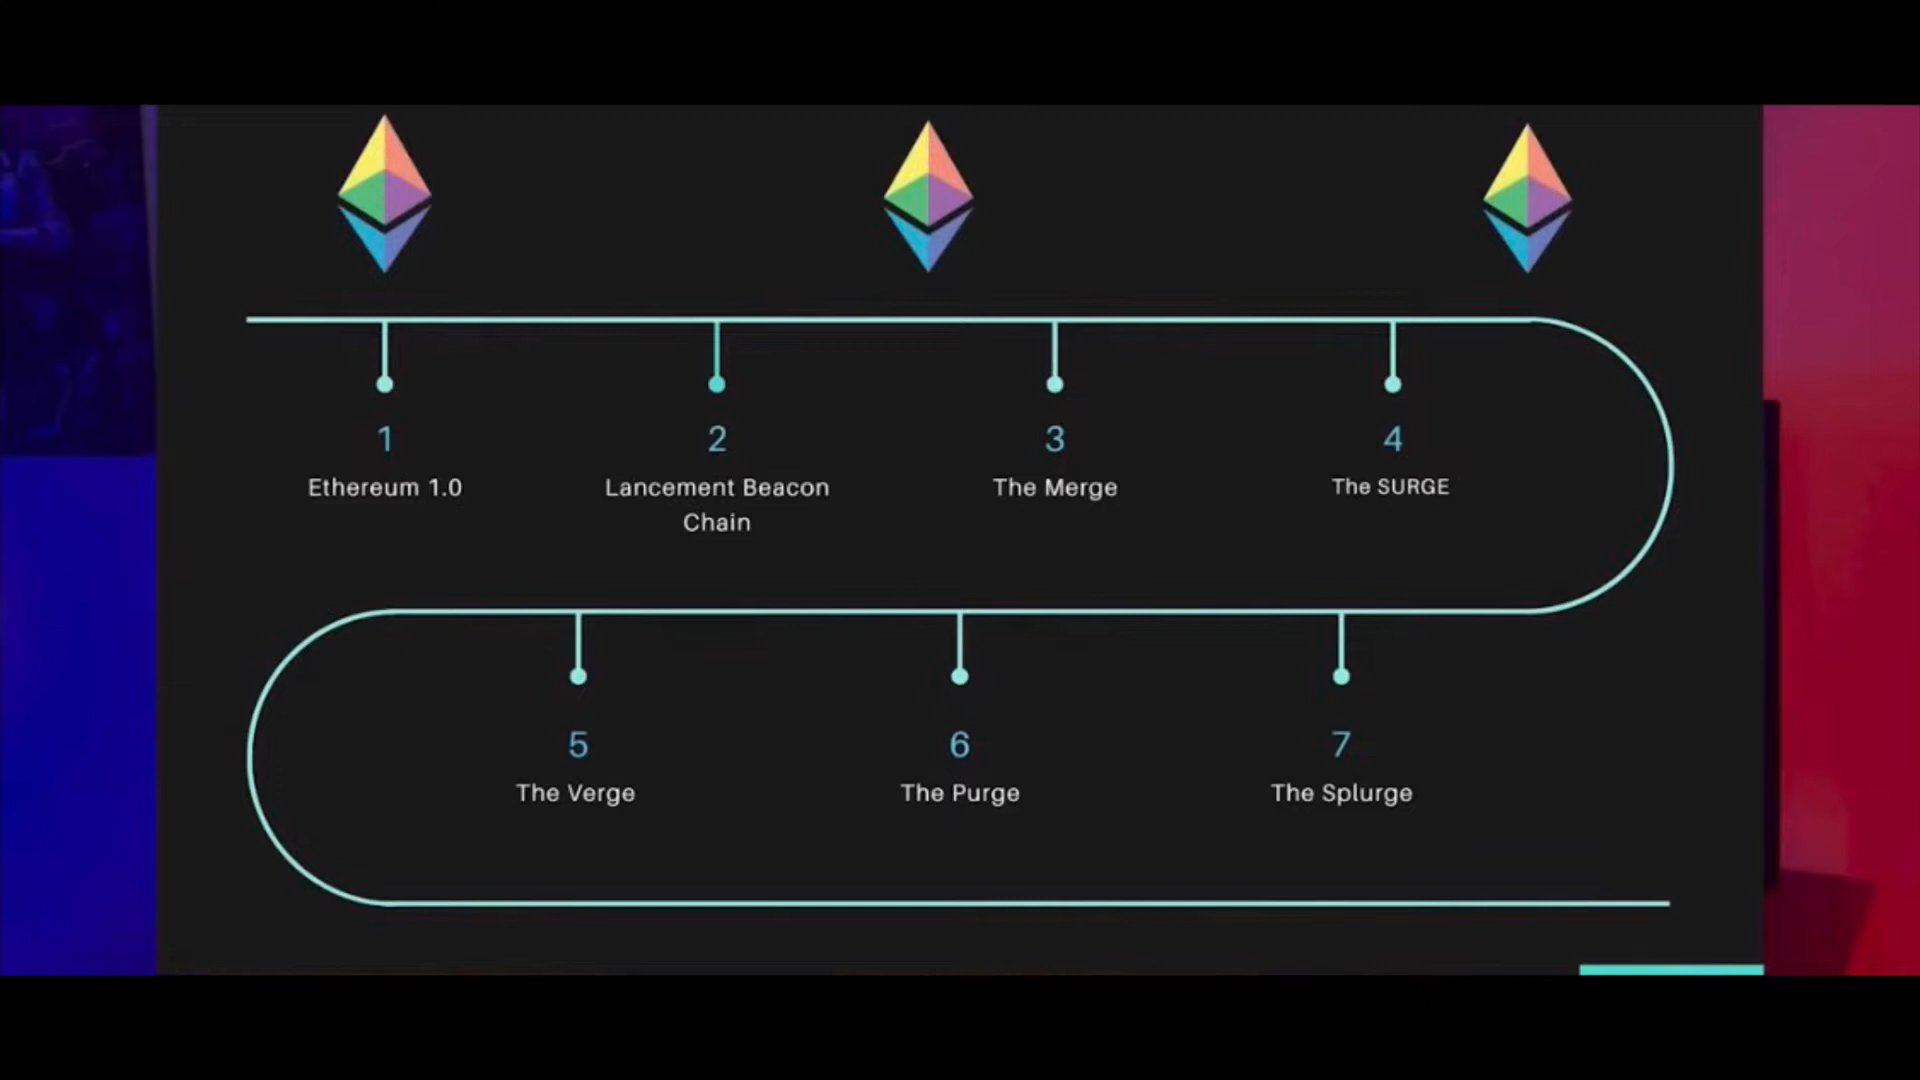 1
Ethereum 1.0
2
Lancement Beacon
Chain
3
The Merge
4
The SURGE
5
The Verge
6
The Purge
7
The Splurge